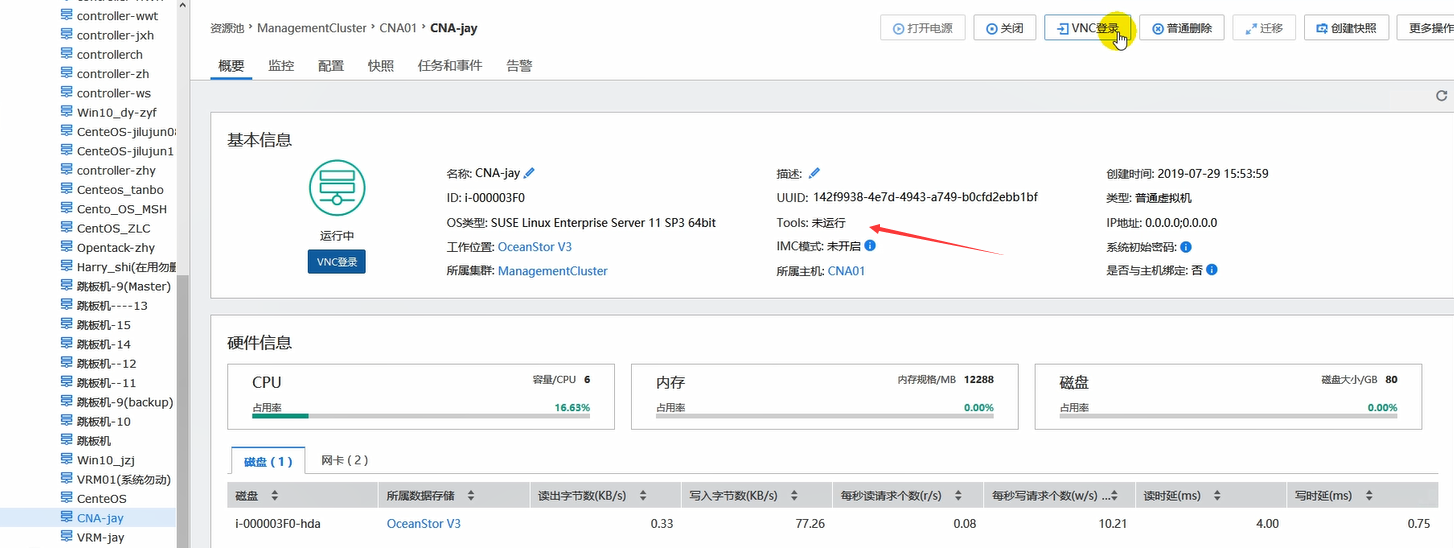 controller-wwt
controller-jxh
controllerch
controller-zh
controller-ws
Win10_dy-zyf
CenteOS-jilujun08
CenteOS-jilujun1
controller-zhy
Centeos_tanbo
Cento_OS_MSH
CentOS_ZLC
Opentack-zhy
Harry_shi(在用勿删
跳板机-9(Master)
跳板机----13
跳板机-15
跳板机-14
跳板机--12
跳板机--11
跳板机-9(backup)
跳板机-10
跳板机
Win10_jzj
VRM01(系统勿动)
CenteOS
CNA-jay
VRM-jay
资源池 › ManagementCluster › CNA01 › CNA-jay
打开电源 关闭 VNC登录 普通删除 迁移 创建快照 更多操作
概要 监控 配置 快照 任务和事件 告警
基本信息
运行中
VNC登录
名称: CNA-jay
ID: i-000003F0
OS类型: SUSE Linux Enterprise Server 11 SP3 64bit
工作位置: OceanStor V3
所属集群: ManagementCluster
描述:
UUID: 142f9938-4e7d-4943-a749-b0cfd2ebb1bf
Tools: 未运行
IMC模式: 未开启
所属主机: CNA01
创建时间: 2019-07-29 15:53:59
类型: 普通虚拟机
IP地址: 0.0.0.0;0.0.0.0
系统初始密码:
是否与主机绑定: 否
硬件信息
CPU 容量/CPU 6
占用率 16.63%
内存 内存规格/MB 12288
占用率 0.00%
磁盘 磁盘大小/GB 80
占用率 0.00%
磁盘 ( 1 ) 网卡 ( 2 )
磁盘 所属数据存储 读出字节数(KB/s) 写入字节数(KB/s) 每秒读请求个数(r/s) 每秒写请求个数(w/s) ... 读时延(ms) 写时延(ms)
i-000003F0-hda OceanStor V3 0.33 77.26 0.08 10.21 4.00 0.75